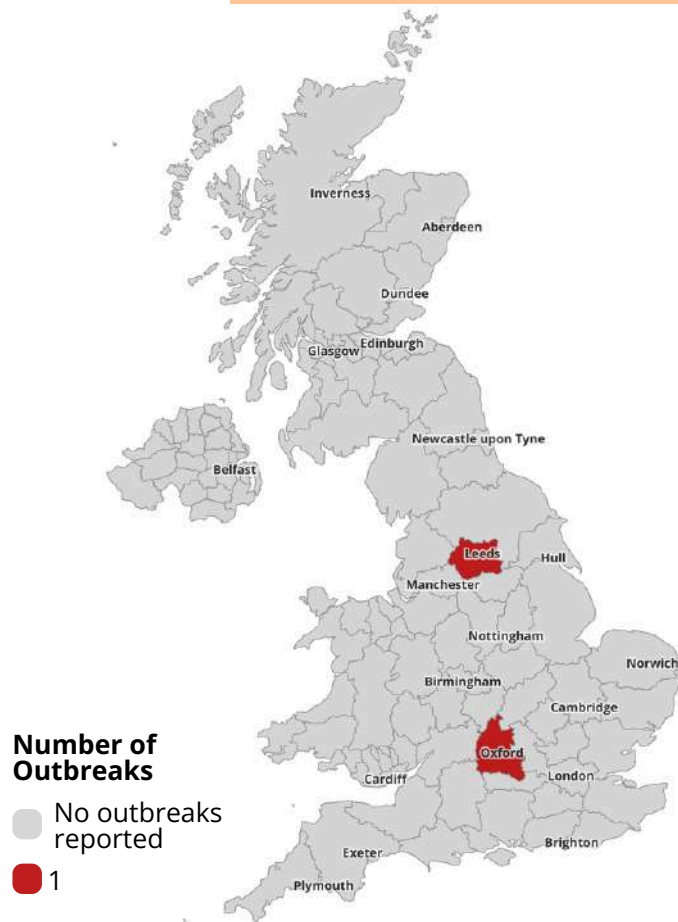 Inverness
Aberdeen
Dundee
Edinburgh
Glasgow
Newcastle upon Tyne
Belfast
Leeds
Hull
Manchester
Nottingham
Norwich
Birmingham
Cambridge
Number of
Outbreaks
Oxford
London
Cardiff
No outbreaks
reported
Brighton
Exeter
1
Plymouth